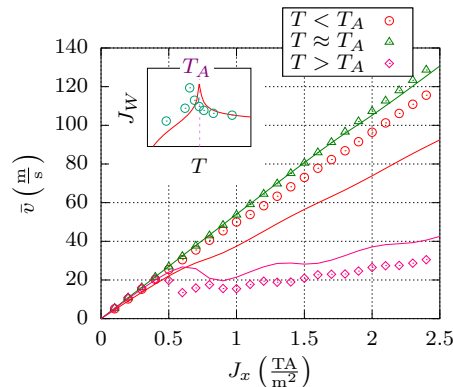 T < T_A
T ≈ T_A
T > T_A
140
120
100
80
60
40
20
0
v̄ (m/s)
T_A
J_W
T
0 0.5 1 1.5 2 2.5
J_x (TA/m²)